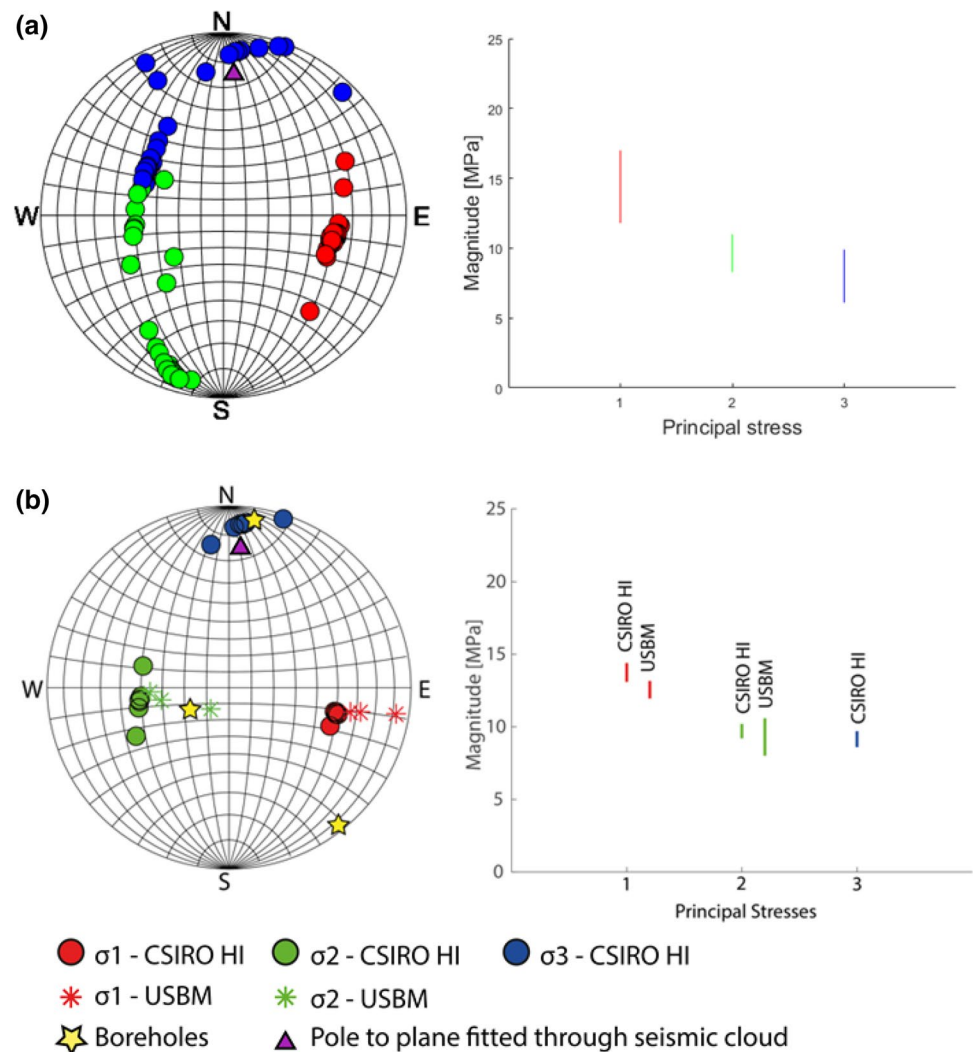 (a)
N
W
E
S
25
20
15
10
5
0
Magnitude [MPa]
1 2 3
Principal stress
(b)
N
W
E
S
25
20
15
10
5
0
Magnitude [MPa]
CSIRO HI
USBM
CSIRO HI
USBM
CSIRO HI
1 2 3
Principal Stresses
σ1 - CSIRO HI σ2 - CSIRO HI σ3 - CSIRO HI
σ1 - USBM σ2 - USBM
Boreholes Pole to plane fitted through seismic cloud